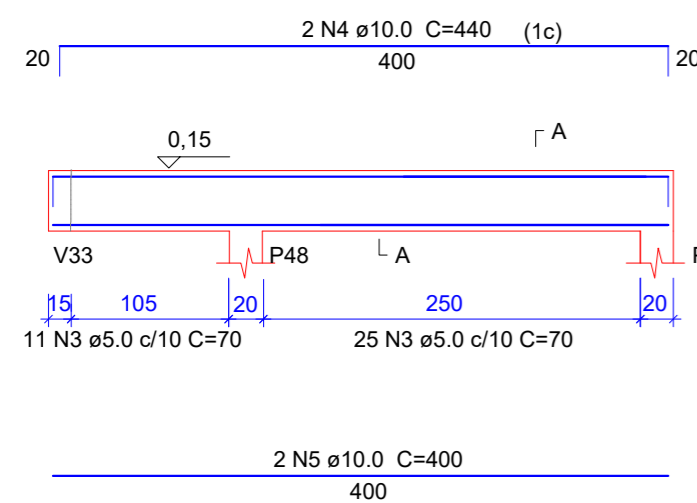 2 N4 ø10.0 C=440 (1c)
20 400 20
0,15
A
V33 P48 A P
15 105 20 250 20
11 N3 ø5.0 c/10 C=70 25 N3 ø5.0 c/10 C=70
2 N5 ø10.0 C=400
400